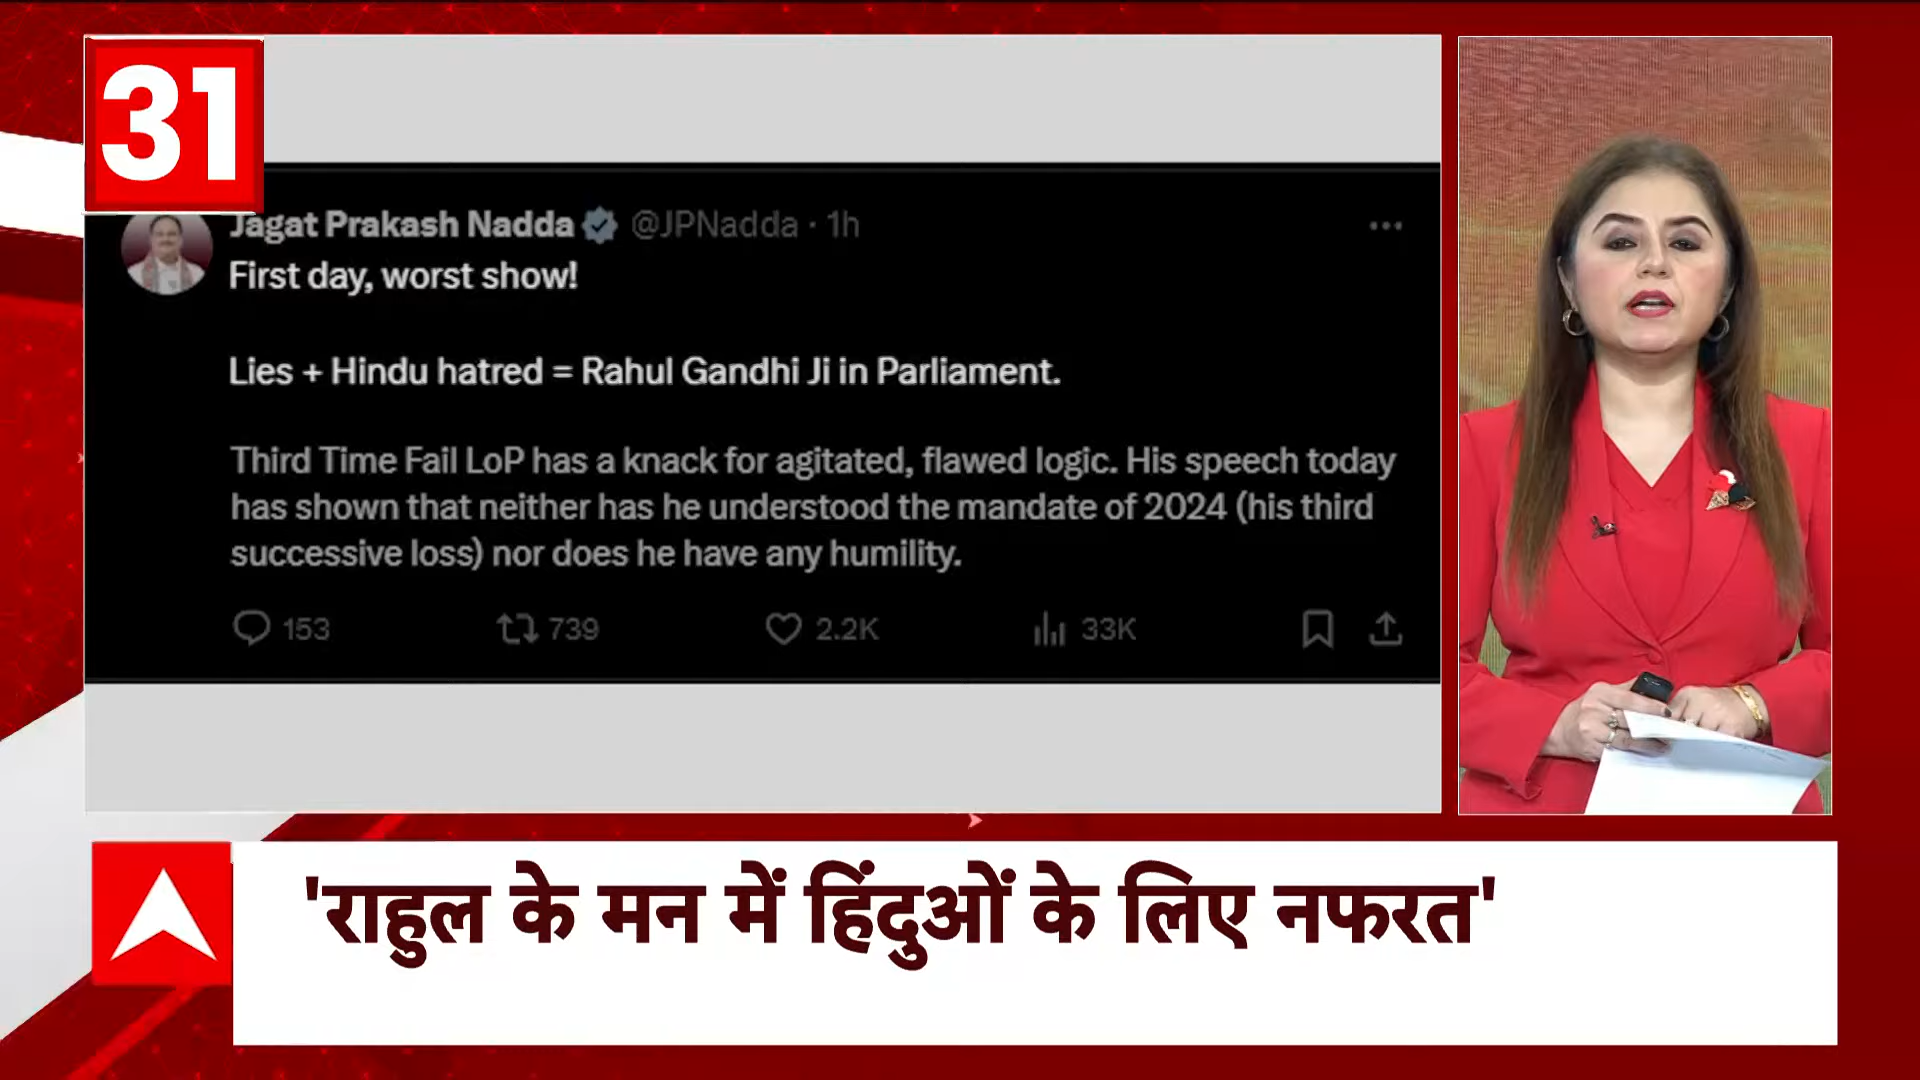 31
Jagat Prakash Nadda @JPNadda · 1h
First day, worst show!
Lies + Hindu hatred = Rahul Gandhi Ji in Parliament.
Third Time Fail LoP has a knack for agitated, flawed logic. His speech today
has shown that neither has he understood the mandate of 2024 (his third
successive loss) nor does he have any humility.
153 739 2.2K 33K
'राहुल के मन में हिंदुओं के लिए नफरत'